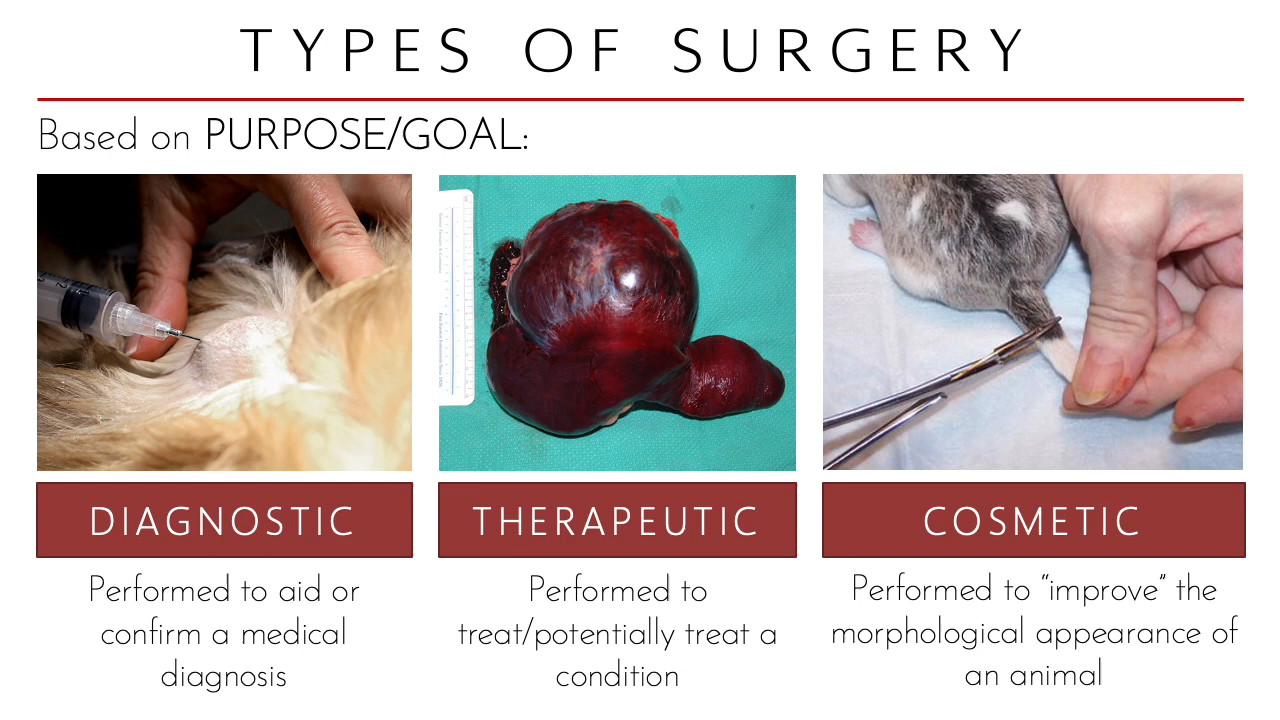 TYPES OF SURGERY
Based on PURPOSE/GOAL:
DIAGNOSTIC
THERAPEUTIC
COSMETIC
Performed to aid or
confirm a medical
diagnosis
Performed to
treat/potentially treat a
condition
Performed to “improve” the
morphological appearance of
an animal